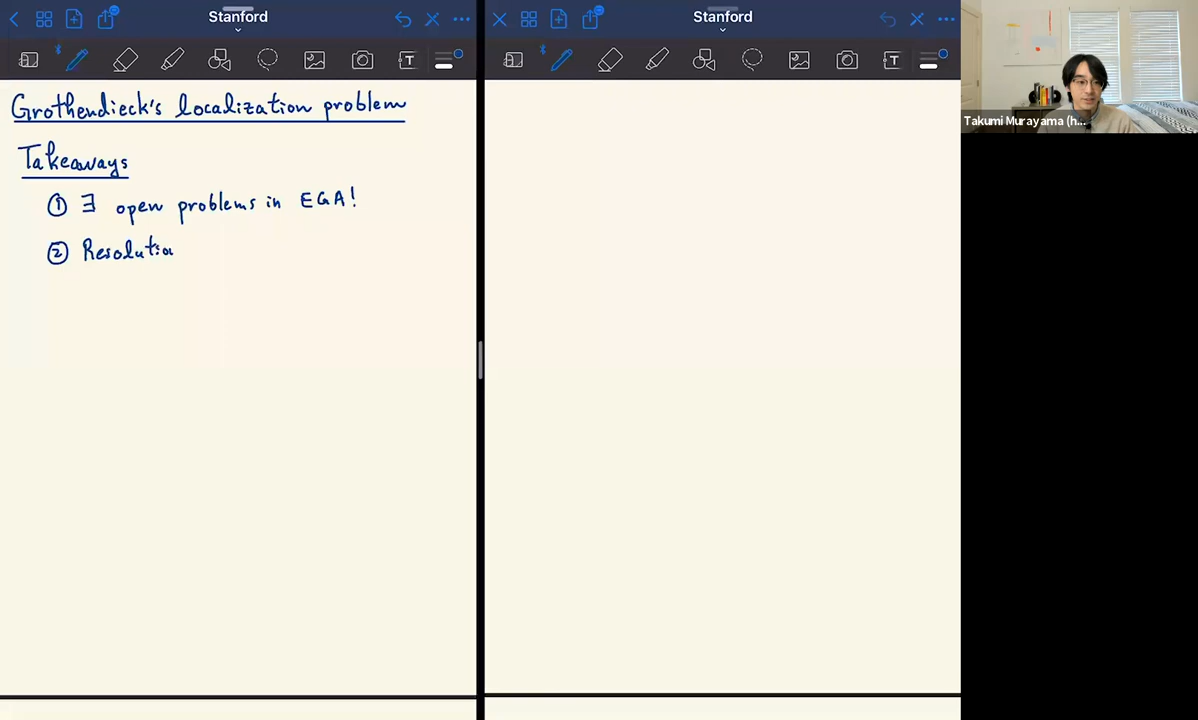 Stanford
Stanford
Grothendieck's localization problem
Takeaways
① ∃ open problems in EGA!
② Resolutio
T
T
Takumi Murayama (h...